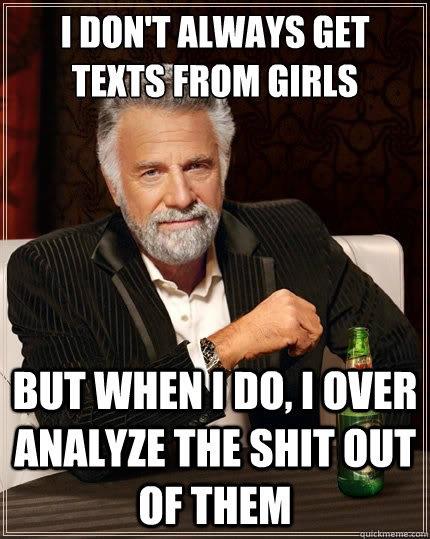 I DON'T ALWAYS GET
TEXTS FROM GIRLS
BUT WHEN I DO, I OVER
ANALYZE THE SHIT OUT
OF THEM
quickmeme.com